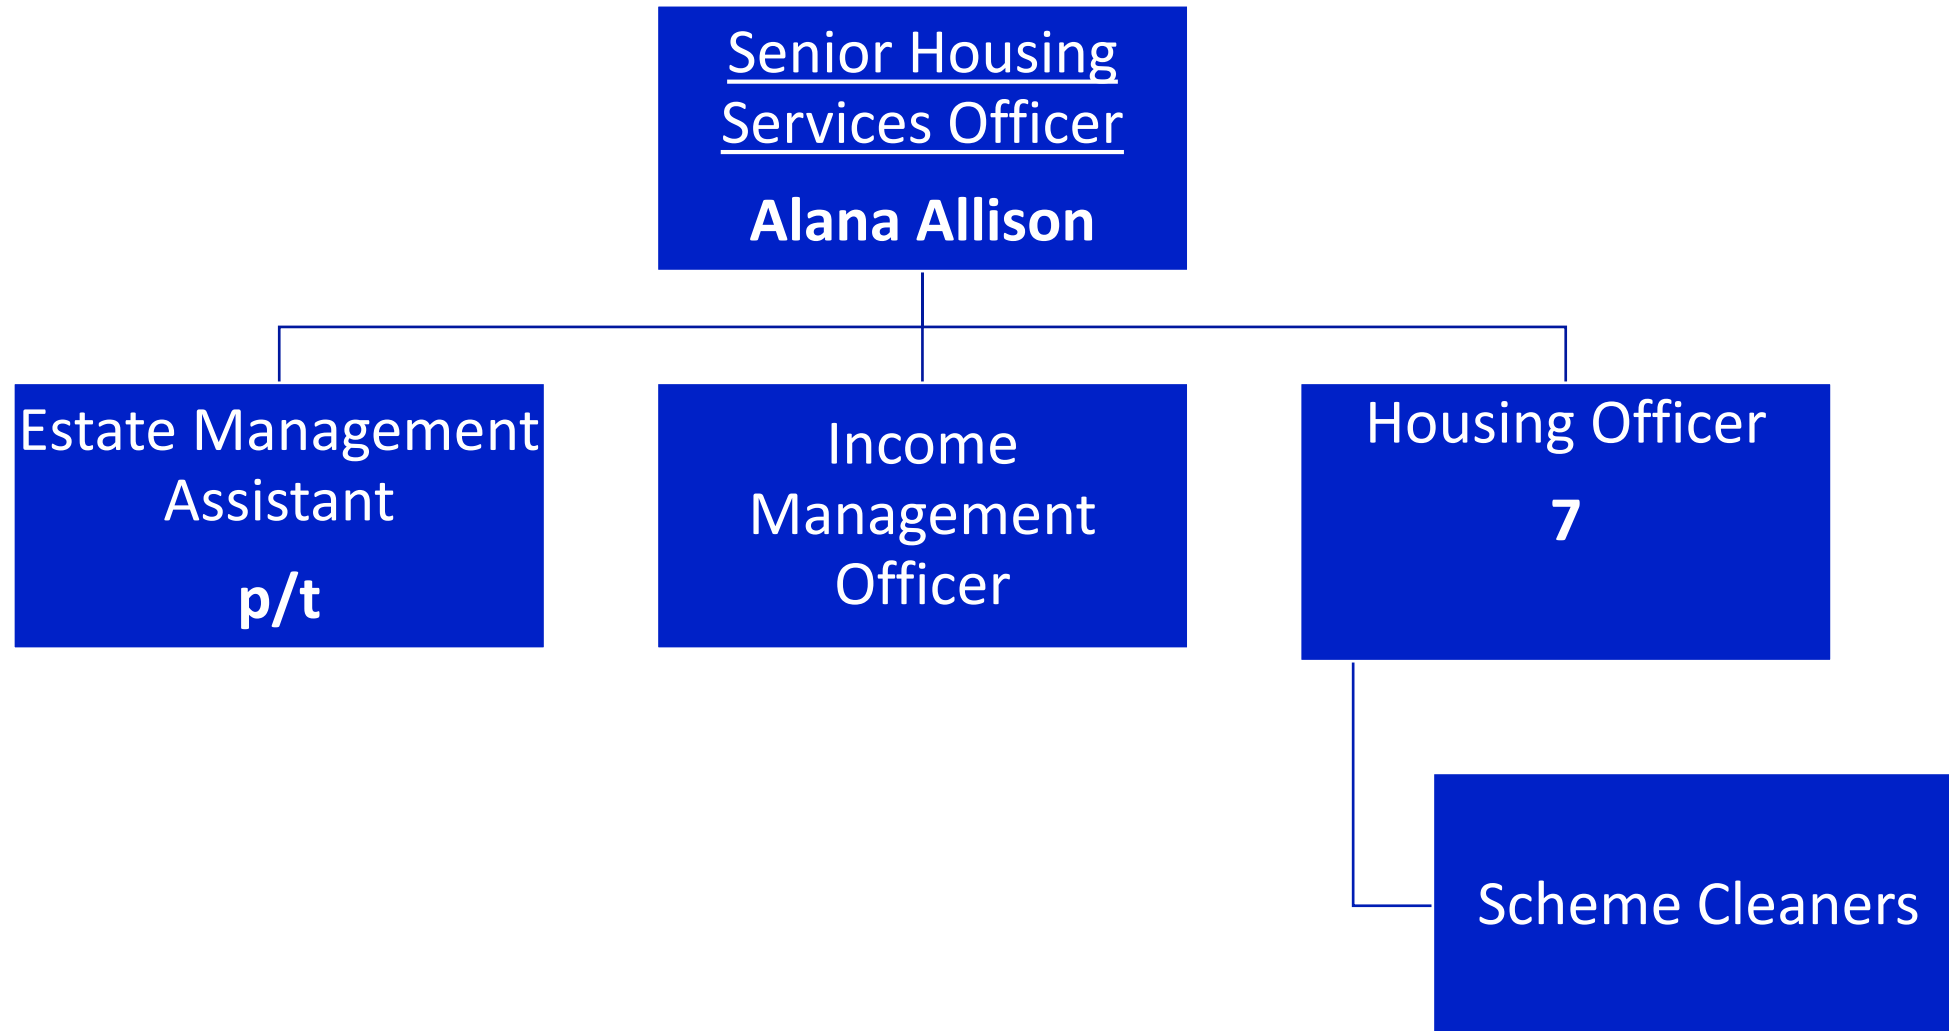 Senior Housing
Services Officer
Alana Allison
Estate Management
Assistant
p/t
Income
Management
Officer
Housing Officer
7
Scheme Cleaners